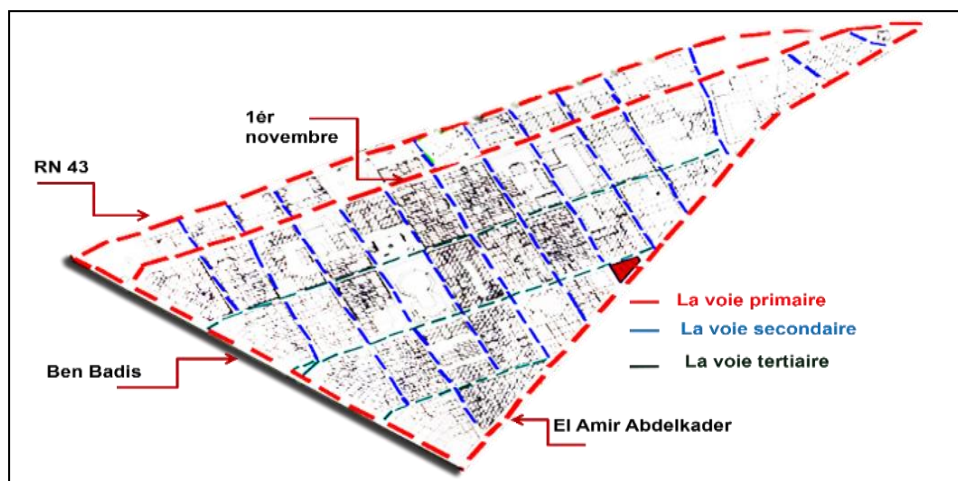 1ér
novembre
RN 43
La voie primaire
La voie secondaire
La voie tertiaire
Ben Badis
El Amir Abdelkader